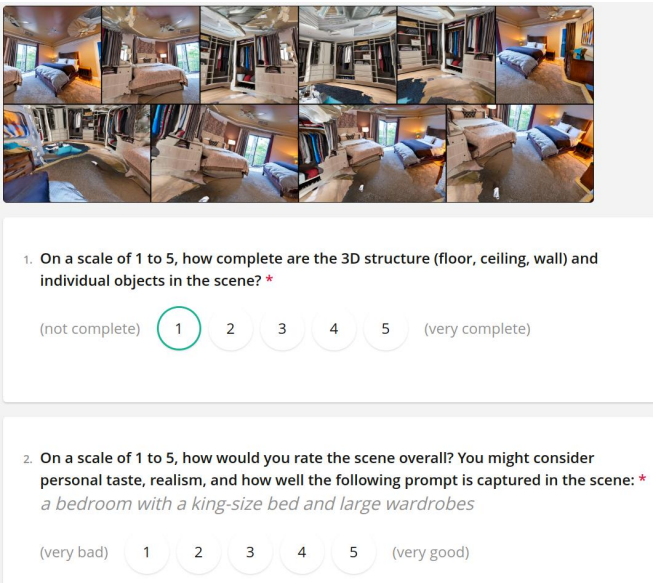 1. On a scale of 1 to 5, how complete are the 3D structure (floor, ceiling, wall) and
individual objects in the scene? *
(not complete) 1 2 3 4 5 (very complete)
2. On a scale of 1 to 5, how would you rate the scene overall? You might consider
personal taste, realism, and how well the following prompt is captured in the scene: *
a bedroom with a king-size bed and large wardrobes
(very bad) 1 2 3 4 5 (very good)